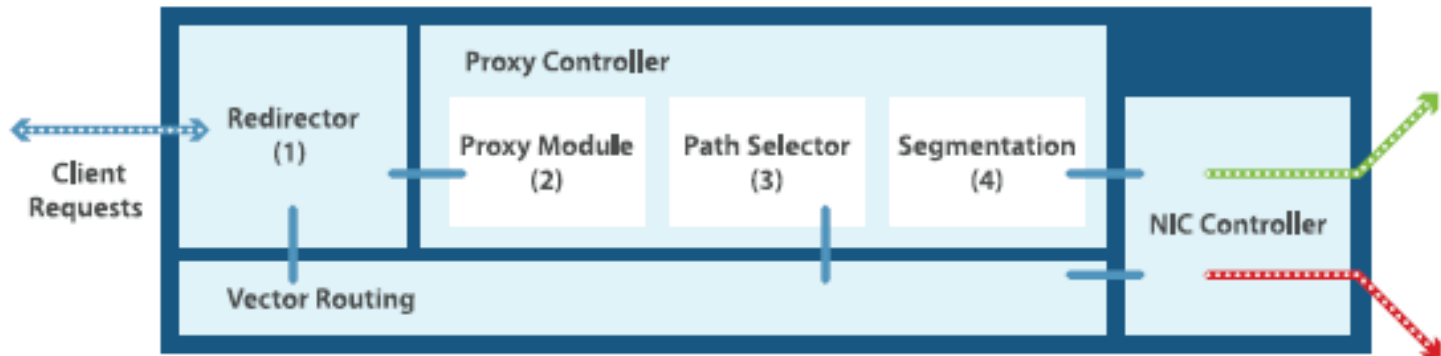 Client
Requests
Redirector
(1)
Proxy Controller
Proxy Module
(2)
Path Selector
(3)
Segmentation
(4)
NIC Controller
Vector Routing